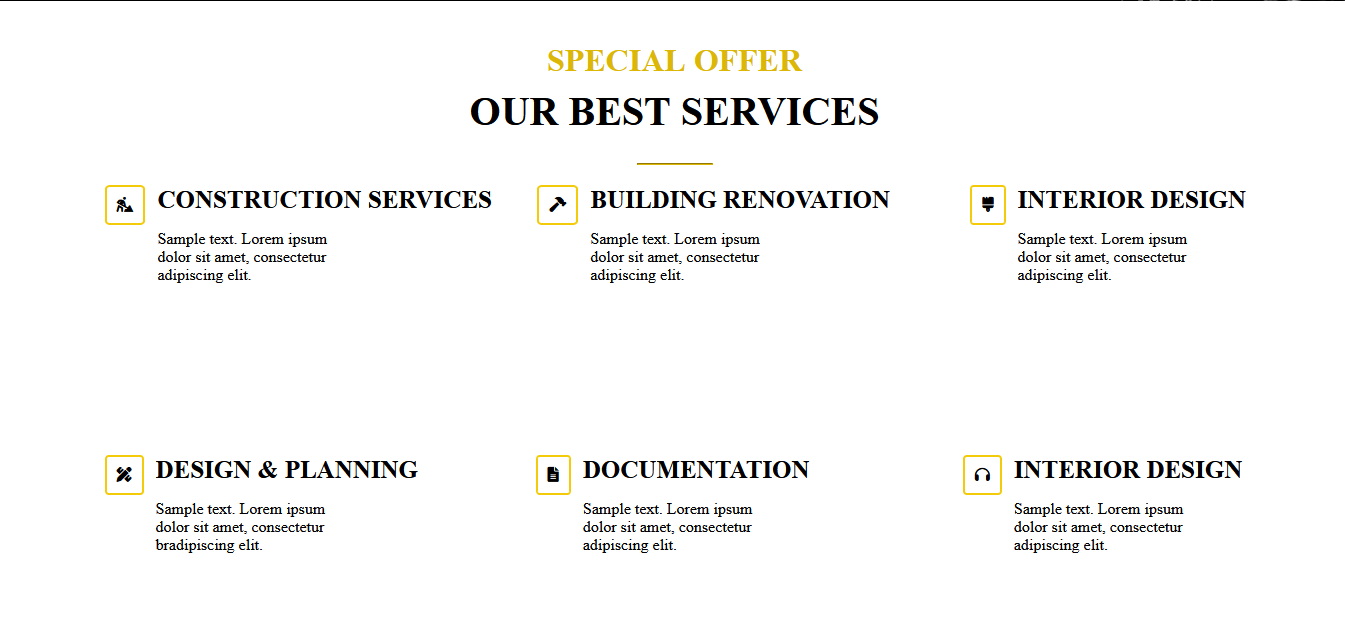 SPECIAL OFFER
OUR BEST SERVICES
CONSTRUCTION SERVICES
Sample text. Lorem ipsum
dolor sit amet, consectetur
adipiscing elit.
BUILDING RENOVATION
Sample text. Lorem ipsum
dolor sit amet, consectetur
adipiscing elit.
INTERIOR DESIGN
Sample text. Lorem ipsum
dolor sit amet, consectetur
adipiscing elit.
DESIGN & PLANNING
Sample text. Lorem ipsum
dolor sit amet, consectetur
bradipiscing elit.
DOCUMENTATION
Sample text. Lorem ipsum
dolor sit amet, consectetur
adipiscing elit.
INTERIOR DESIGN
Sample text. Lorem ipsum
dolor sit amet, consectetur
adipiscing elit.